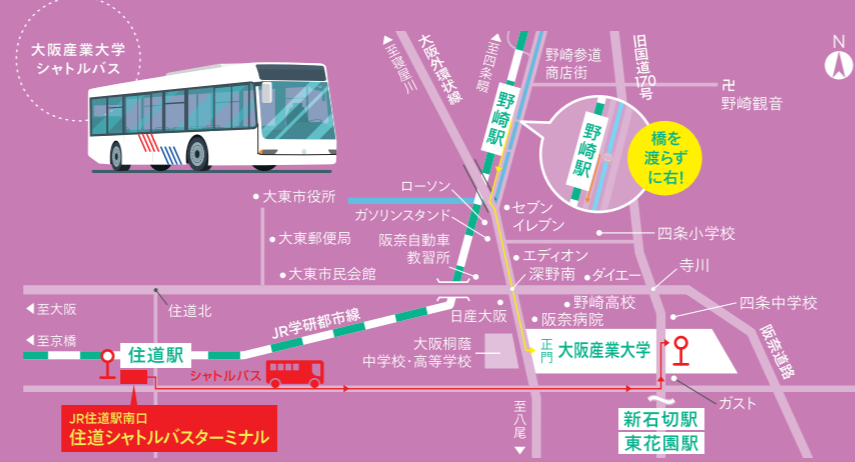 大阪産業大学
シャトルバス
至寝屋川
大阪外環状線
至四条畷
野崎駅
野崎参道
商店街
旧国道170号
卍
野崎観音
N
野崎駅
橋を
渡らず
に右!
大東市役所
ローソン
ガソリンスタンド
セブン
イレブン
四条小学校
大東郵便局
阪奈自動車
教習所
エディオン
大東市民会館
深野南
ダイエー
寺川
至大阪
住道北
JR学研都市線
日産大阪
野崎高校
阪奈病院
四条中学校
至京橋
住道駅
大阪桐蔭
中学校・高等学校
正門
大阪産業大学
阪奈道路
シャトルバス
JR住道駅南口
住道シャトルバスターミナル
至八尾
ガスト
新石切駅
東花園駅